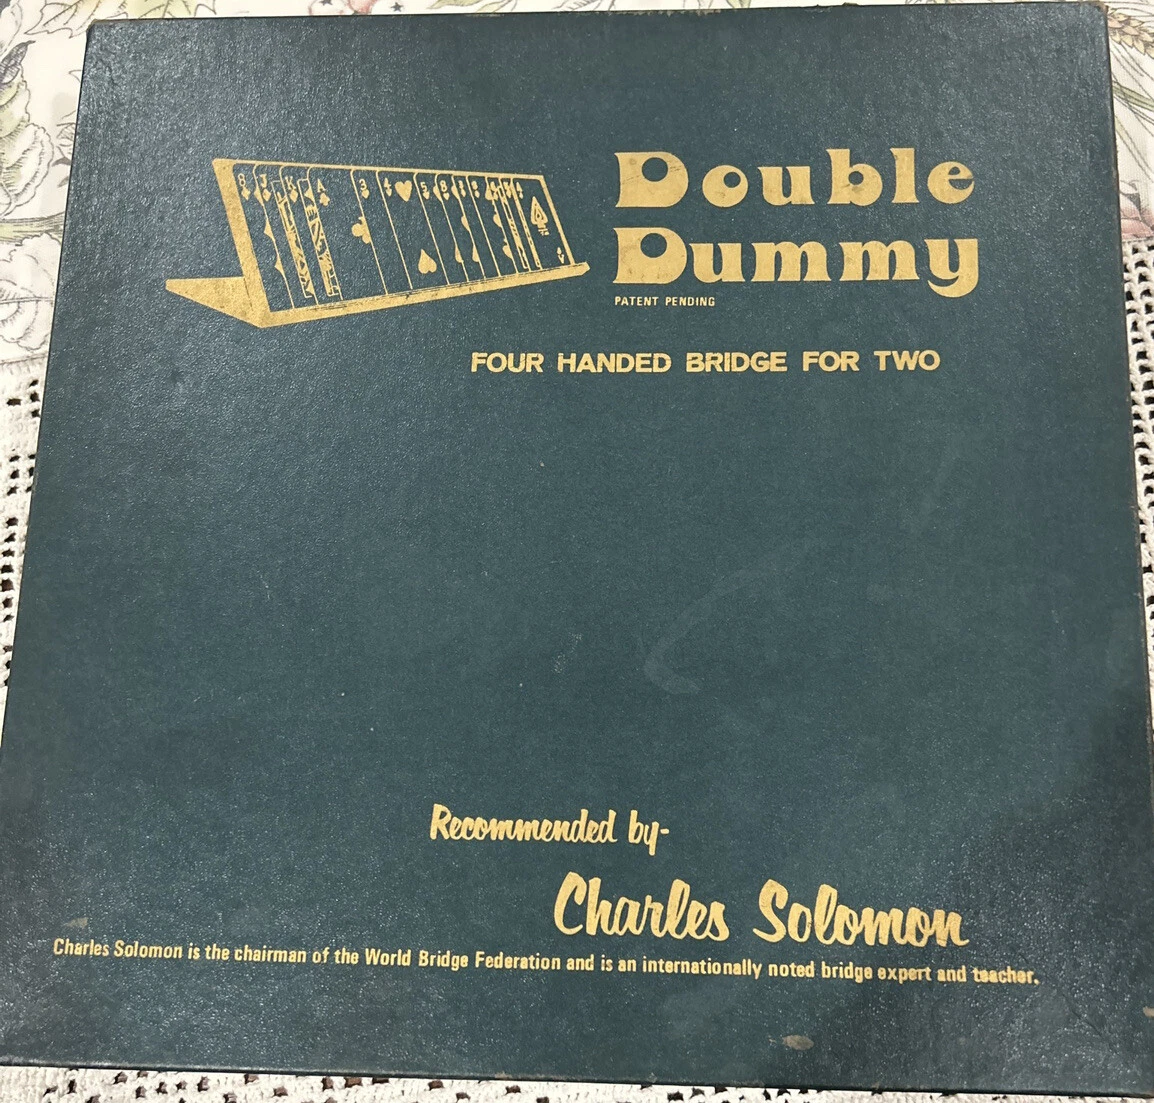 Double
Dummy
PATENT PENDING
FOUR HANDED BRIDGE FOR TWO
Recommended by-
Charles Solomon
Charles Solomon is the chairman of the World Bridge Federation and is an internationally noted bridge expert and teacher.